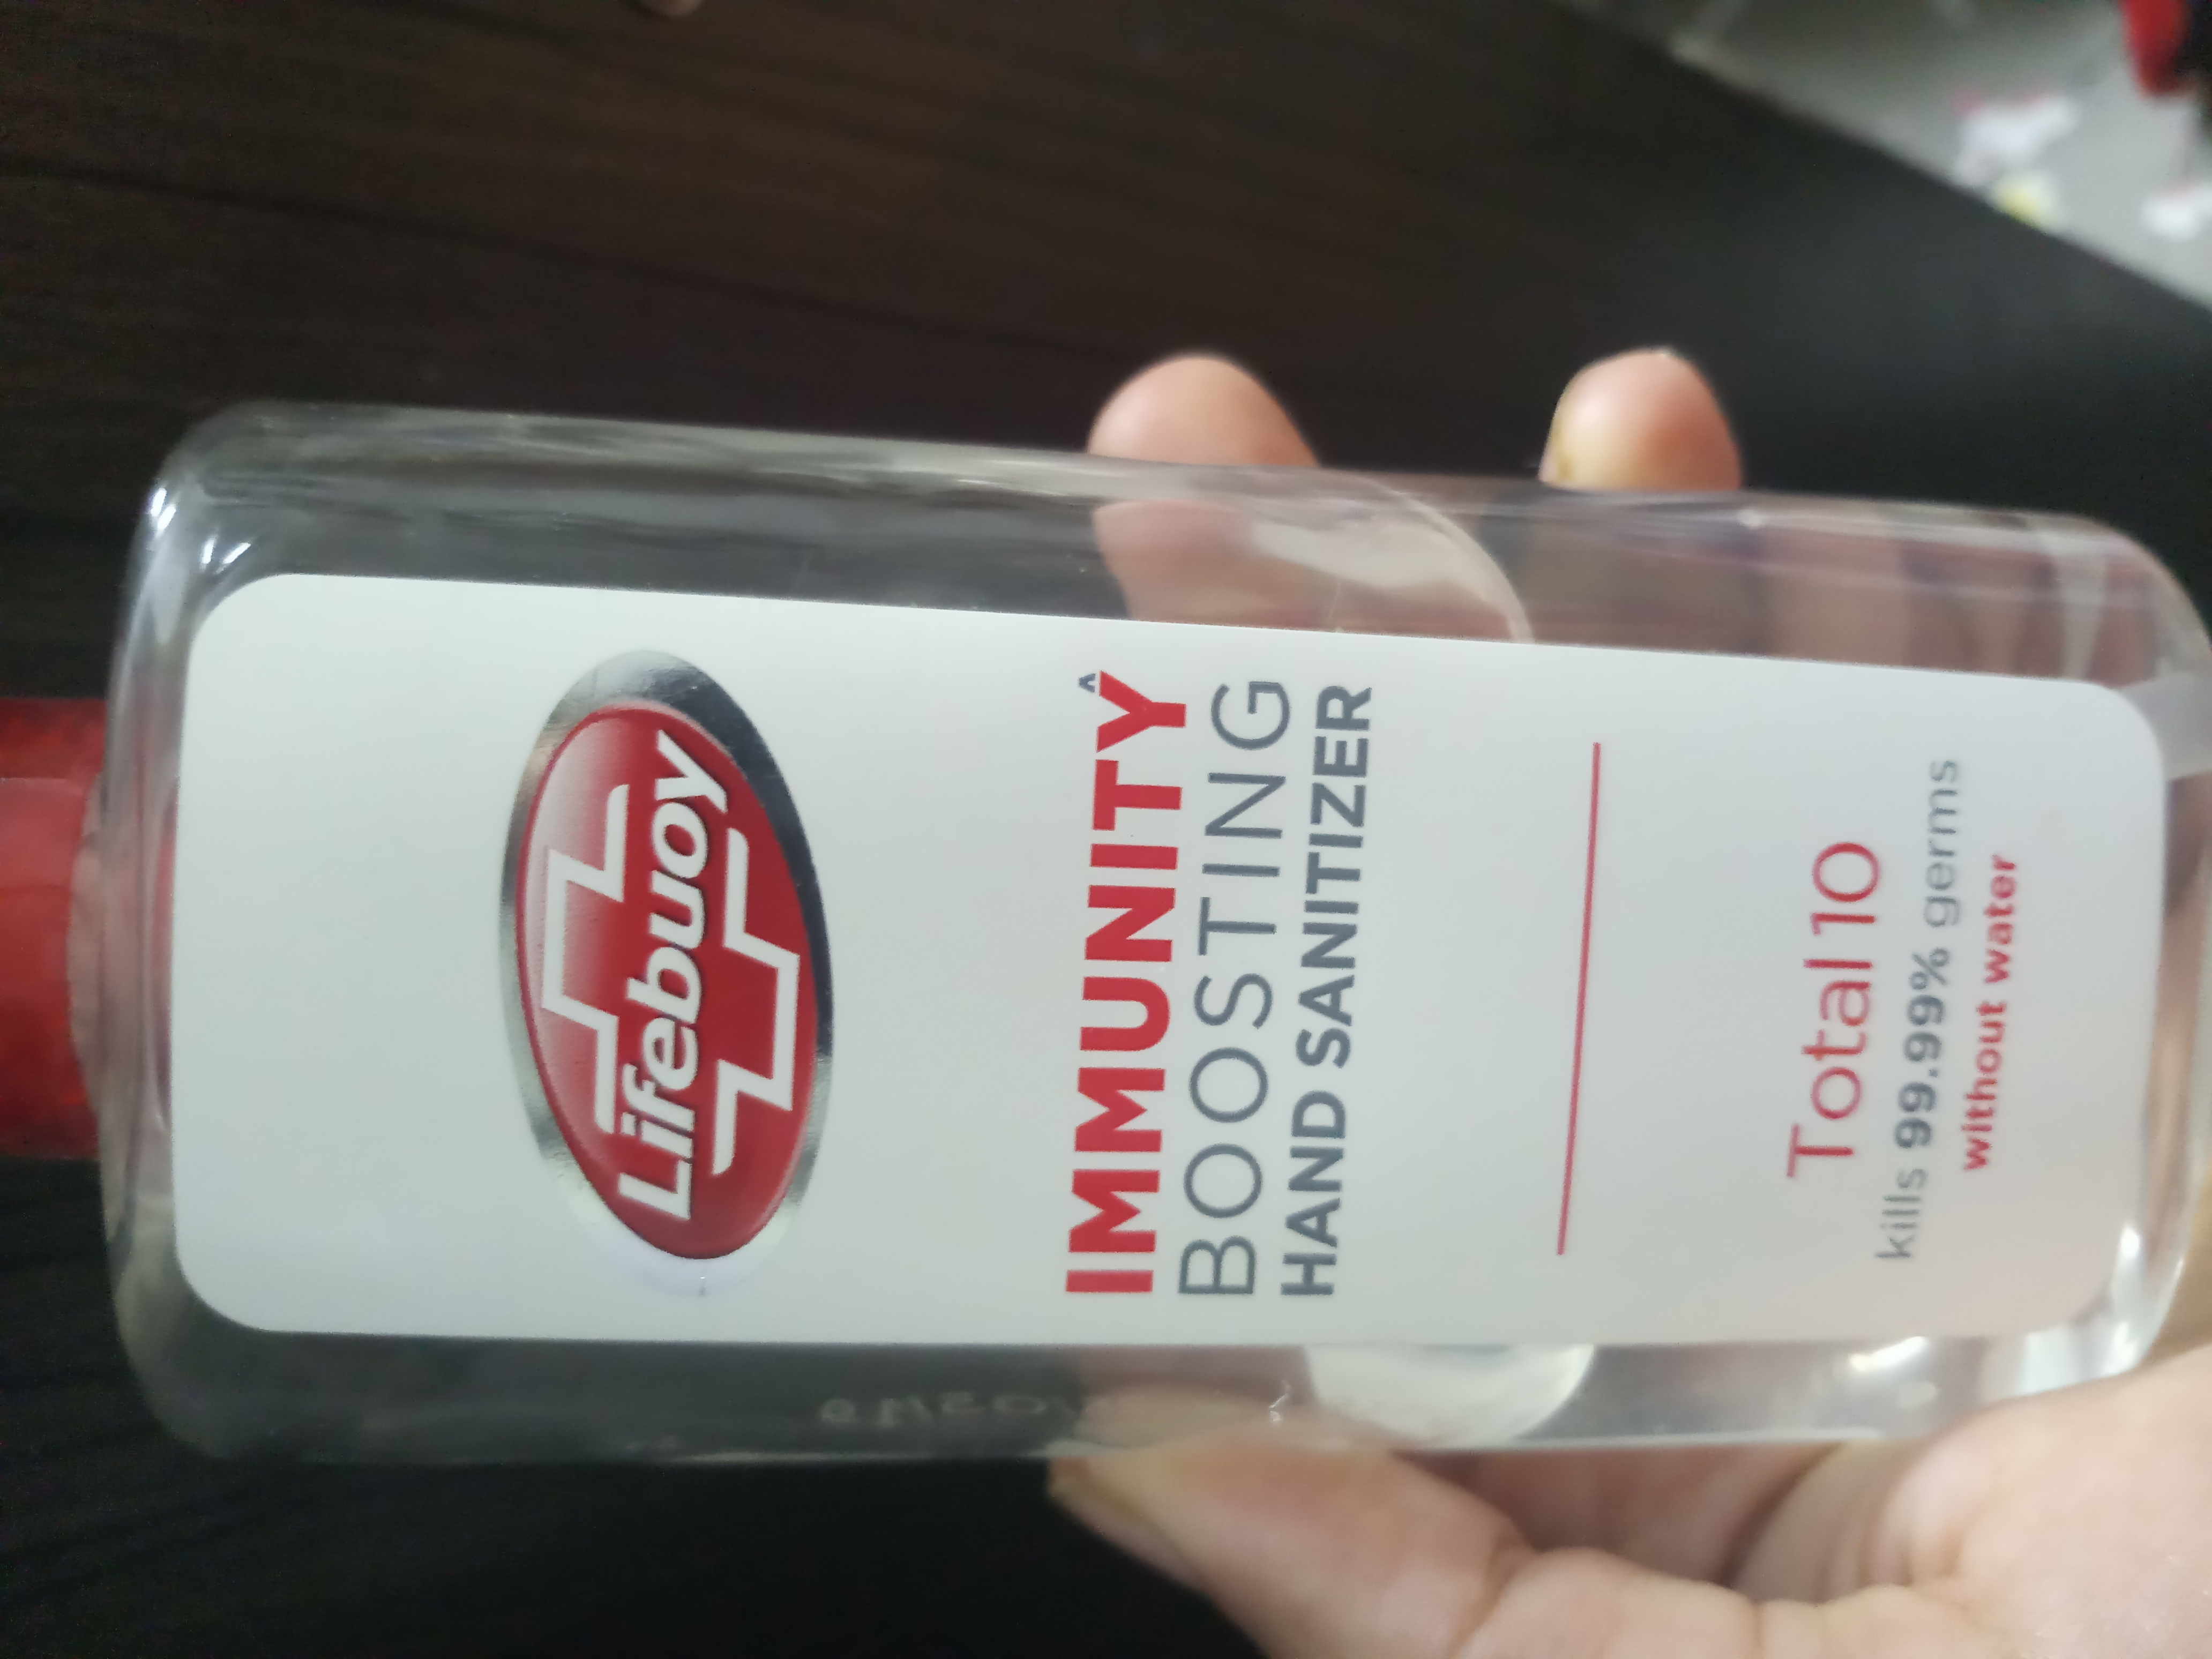 Lifebuoy
IMMUNITY^
BOOSTING
HAND SANITIZER
Total 10
kills 99.99% germs
without water